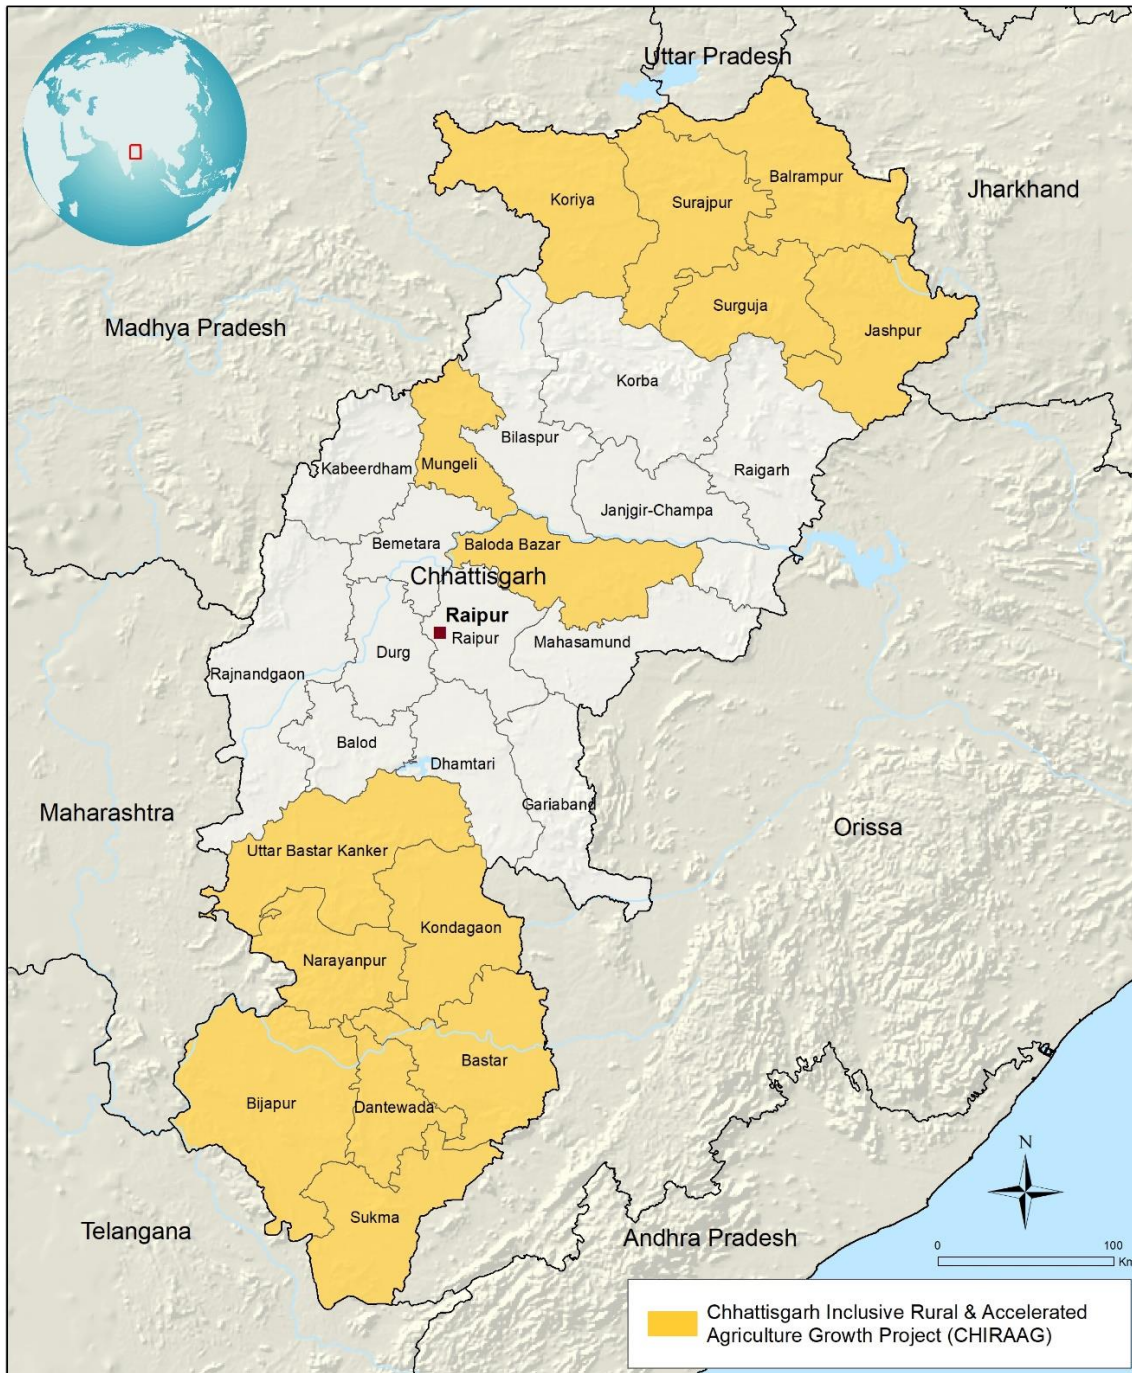 Uttar Pradesh
Balrampur
Jharkhand
Koriya
Surajpur
Surguja
Jashpur
Madhya Pradesh
Korba
Bilaspur
Kabeerdham
Mungeli
Raigarh
Janjgir-Champa
Bemetara
Baloda Bazar
Chhattisgarh
Raipur
Raipur
Mahasamund
Durg
Rajnandgaon
Balod
Dhamtari
Gariaband
Maharashtra
Orissa
Uttar Bastar Kanker
Kondagaon
Narayanpur
Bastar
Bijapur
Dantewada
Sukma
Telangana
Andhra Pradesh
N
0 100
Km
Chhattisgarh Inclusive Rural & Accelerated
Agriculture Growth Project (CHIRAAG)